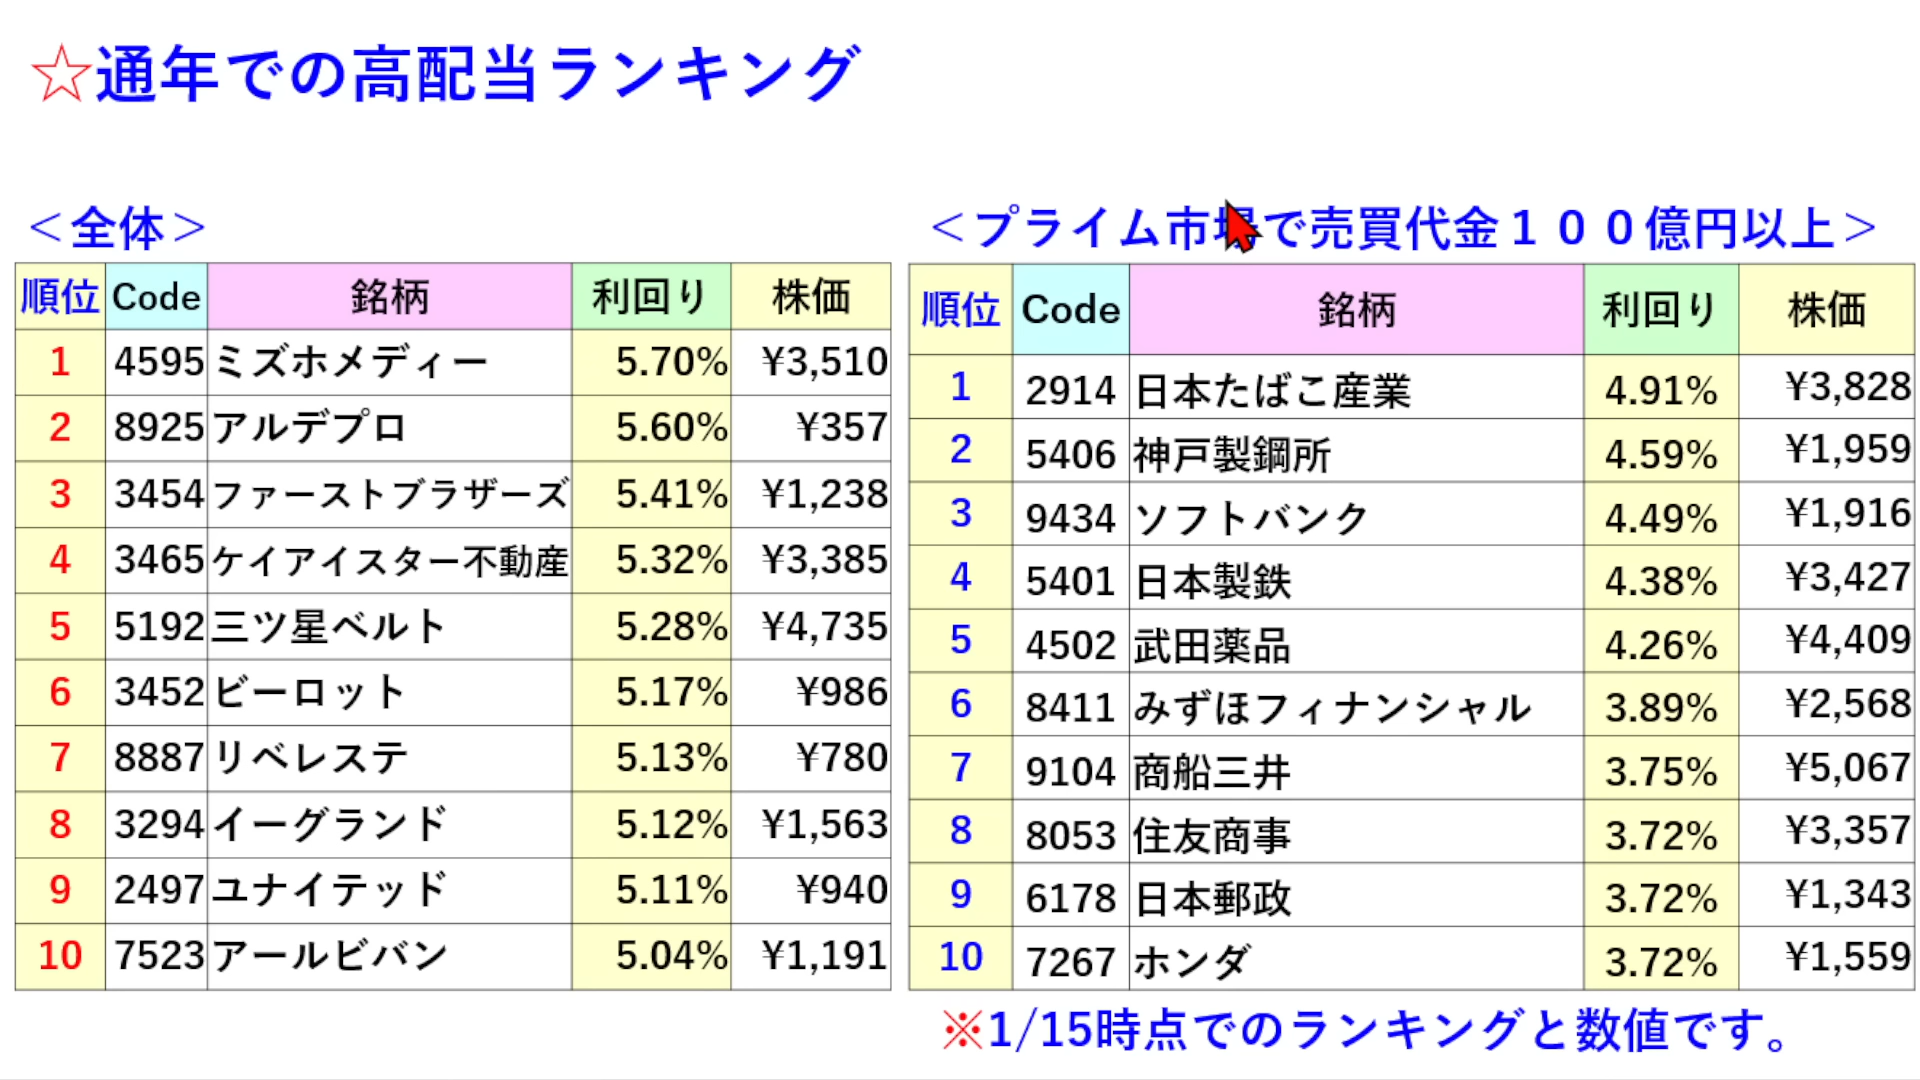 ☆通年での高配当ランキング
＜全体＞
順位 Code 銘柄 利回り 株価
1 4595 ミズホメディー 5.70% ¥3,510
2 8925 アルデプロ 5.60% ¥357
3 3454 ファーストブラザーズ 5.41% ¥1,238
4 3465 ケイアイスター不動産 5.32% ¥3,385
5 5192 三ツ星ベルト 5.28% ¥4,735
6 3452 ビーロット 5.17% ¥986
7 8887 リベレステ 5.13% ¥780
8 3294 イーグランド 5.12% ¥1,563
9 2497 ユナイテッド 5.11% ¥940
10 7523 アールビバン 5.04% ¥1,191
＜プライム市場で売買代金１００億円以上＞
順位 Code 銘柄 利回り 株価
1 2914 日本たばこ産業 4.91% ¥3,828
2 5406 神戸製鋼所 4.59% ¥1,959
3 9434 ソフトバンク 4.49% ¥1,916
4 5401 日本製鉄 4.38% ¥3,427
5 4502 武田薬品 4.26% ¥4,409
6 8411 みずほフィナンシャル 3.89% ¥2,568
7 9104 商船三井 3.75% ¥5,067
8 8053 住友商事 3.72% ¥3,357
9 6178 日本郵政 3.72% ¥1,343
10 7267 ホンダ 3.72% ¥1,559
※1/15時点でのランキングと数値です。